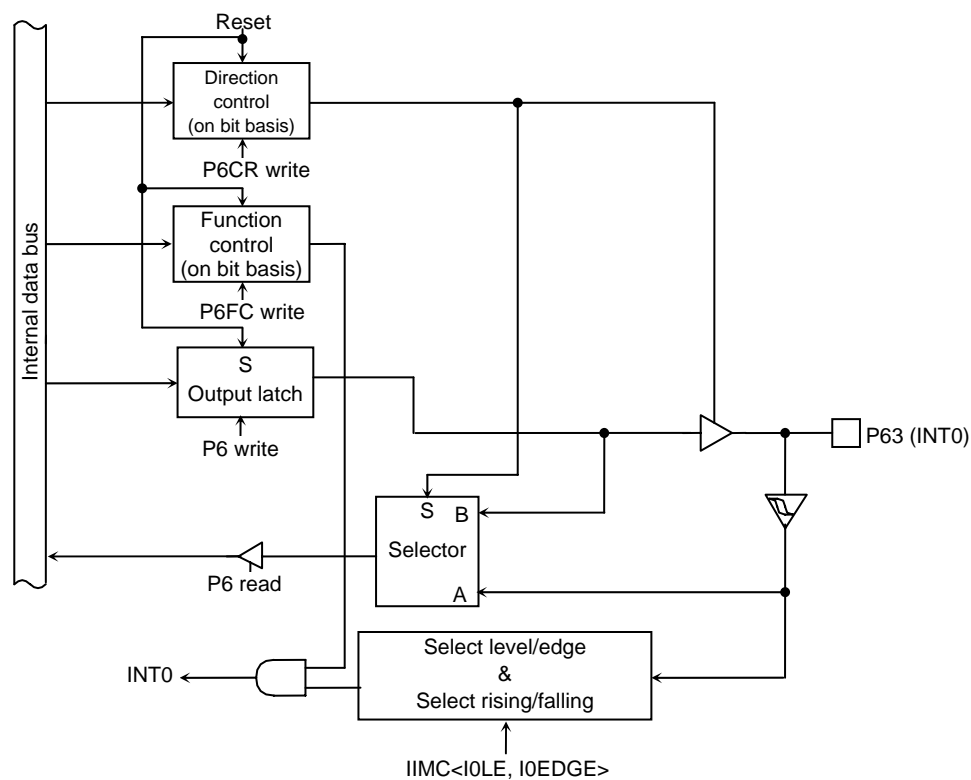 Reset
Direction
control
(on bit basis)
P6CR write
Internal data bus
Function
control
(on bit basis)
P6FC write
S
Output latch
P6 write
P63 (INT0)
S
B
Selector
P6 read
A
Select level/edge
&
Select rising/falling
INT0
IIMC<I0LE, I0EDGE>